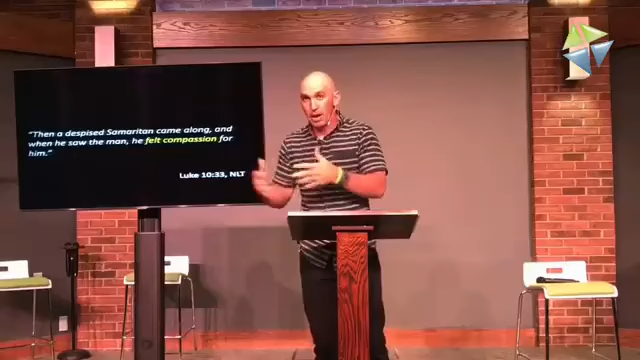 "Then a despised Samaritan came along, and
when he saw the man, he felt compassion for
him."
Luke 10:33, NLT